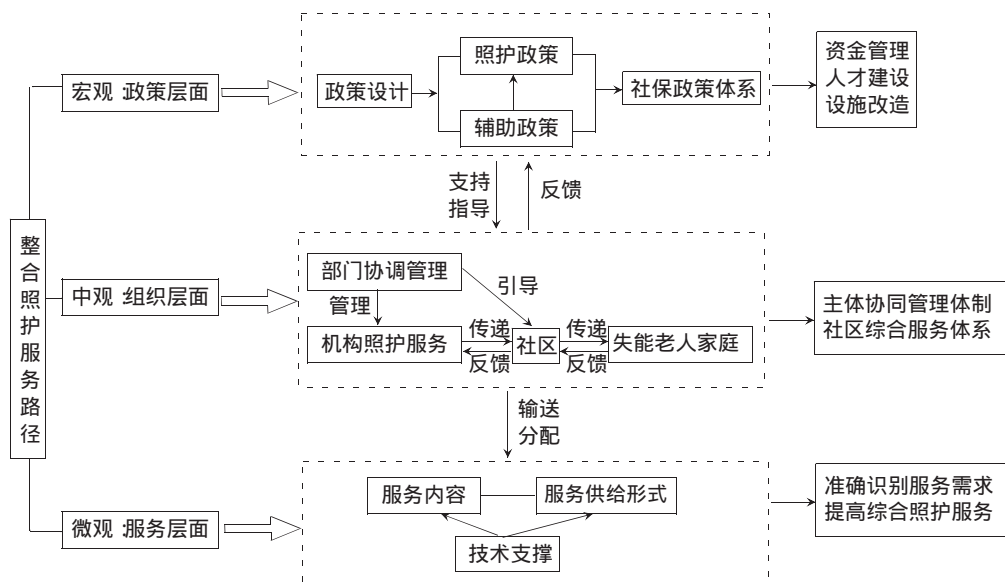 整合照护服务路径
宏观:政策层面
政策设计
照护政策
辅助政策
社保政策体系
资金管理
人才建设
设施改造
支持
指导
反馈
中观:组织层面
部门协调管理
管理
引导
机构照护服务
传递
反馈
社区
传递
反馈
失能老人家庭
主体协同管理体制
社区综合服务体系
输送
分配
微观:服务层面
服务内容
服务供给形式
技术支撑
准确识别服务需求
提高综合照护服务